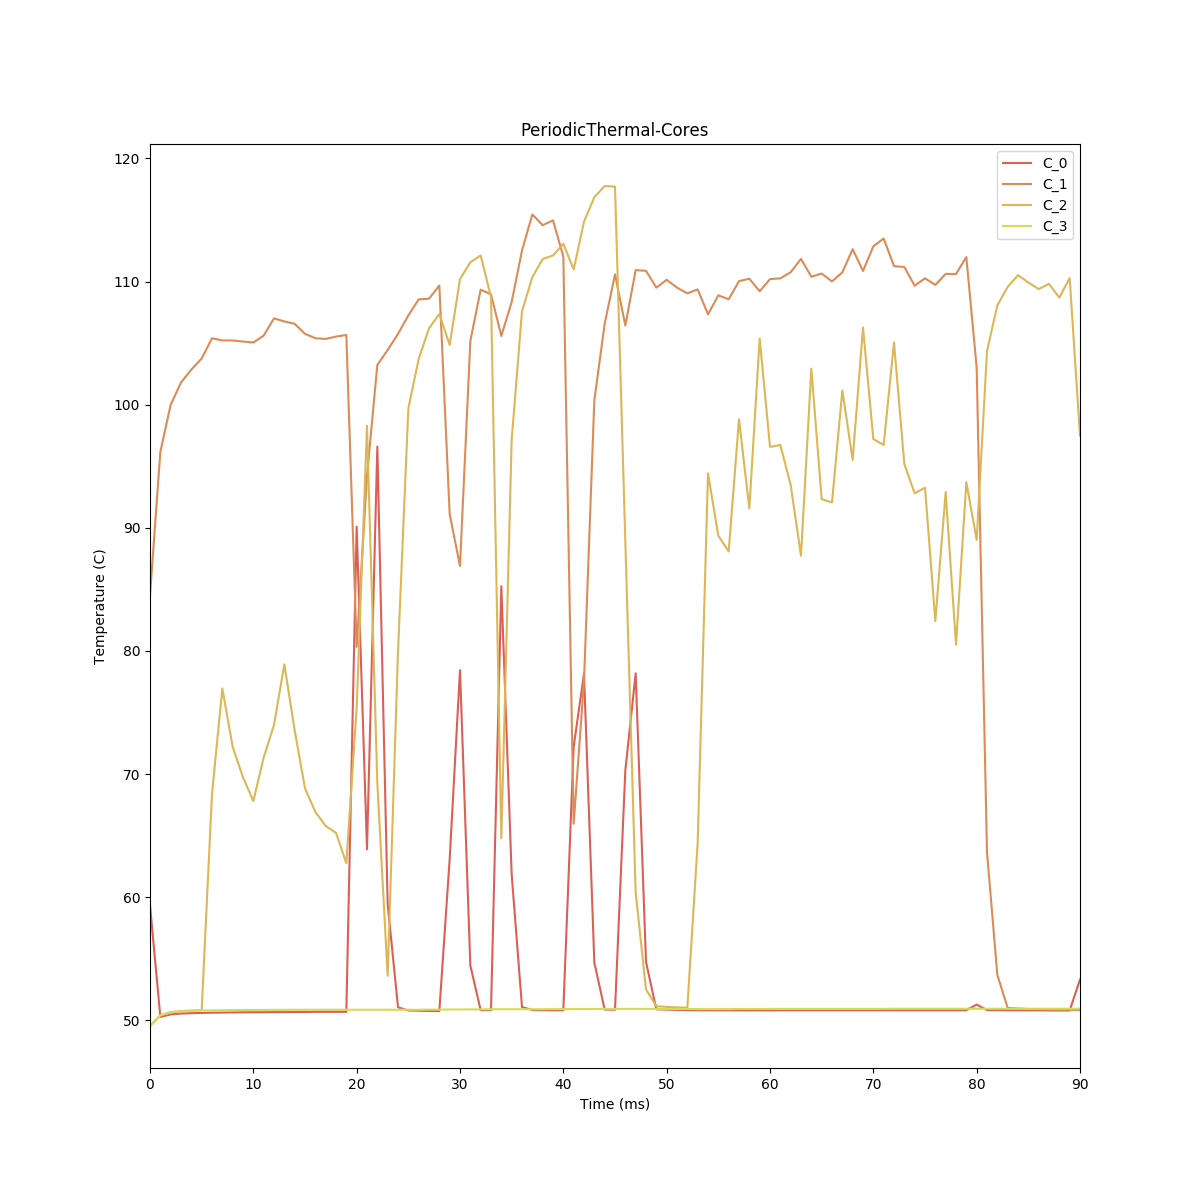 PeriodicThermal-Cores
120
110
100
90
80
70
60
50
Temperature (C)
C_0
C_1
C_2
C_3
0 10 20 30 40 50 60 70 80 90
Time (ms)